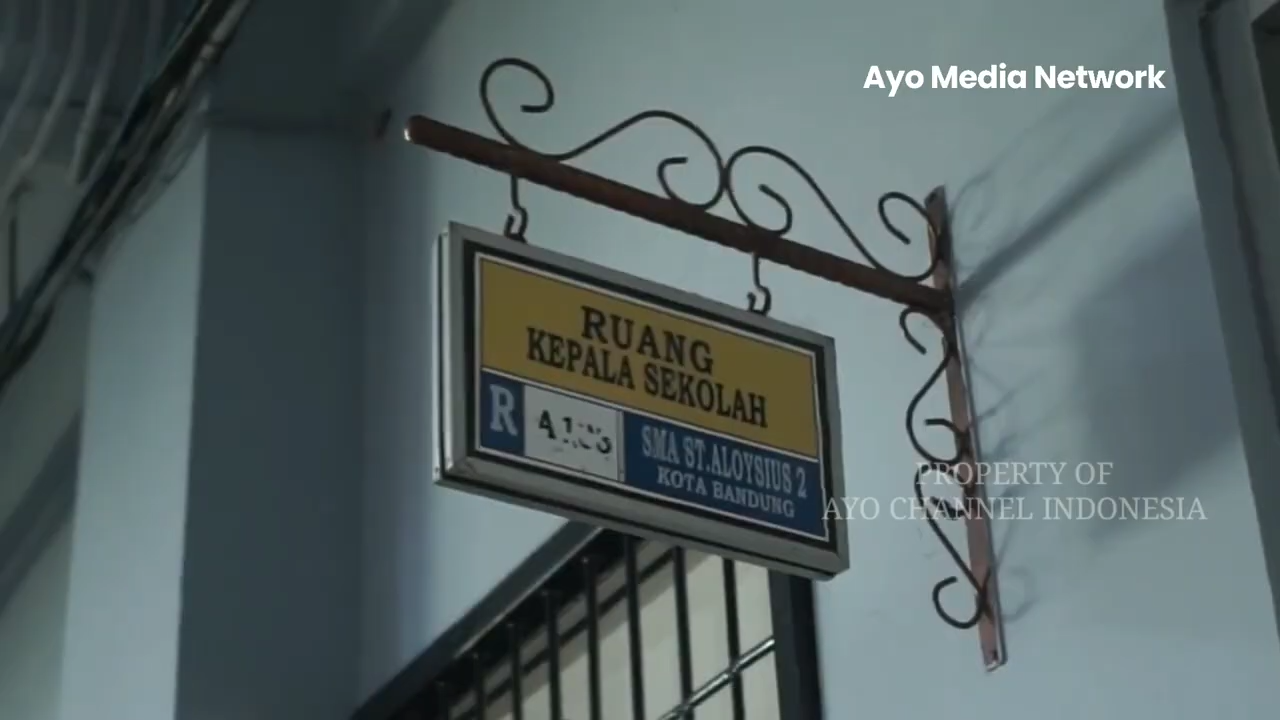 Ayo Media Network
RUANG
KEPALA SEKOLAH
R
SMA ST.ALOYSIUS 2
KOTA BANDUNG
PROPERTY OF
AYO CHANNEL INDONESIA